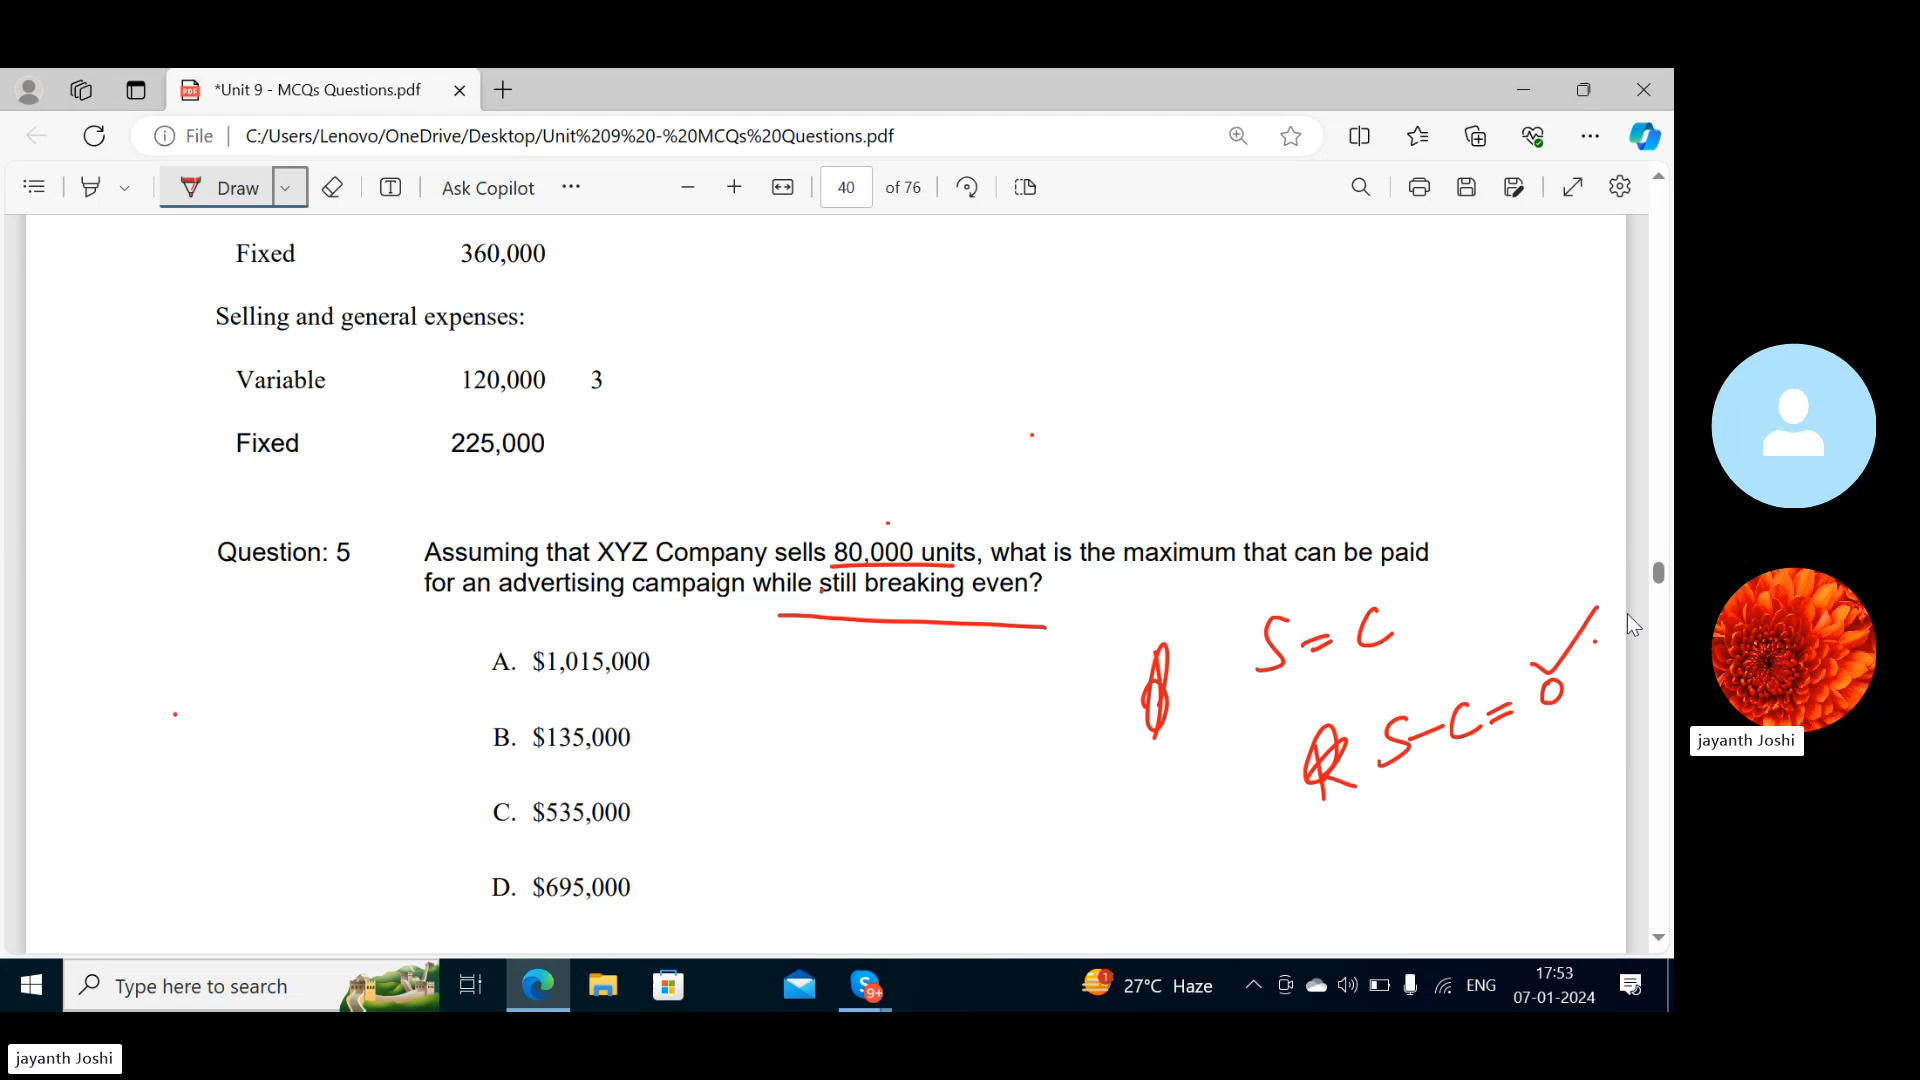 *Unit 9 - MCQs Questions.pdf
File C:/Users/Lenovo/OneDrive/Desktop/Unit%209%20-%20MCQs%20Questions.pdf
Draw Ask Copilot 40 of 76
Fixed 360,000
Selling and general expenses:
Variable 120,000 3
Fixed 225,000
Question: 5 Assuming that XYZ Company sells 80,000 units, what is the maximum that can be paid
for an advertising campaign while still breaking even?
S = C
A. $1,015,000
S - C = 0
B. $135,000
jayanth Joshi
C. $535,000
D. $695,000
Type here to search
9+
1
27°C Haze
ENG
17:53
07-01-2024
jayanth Joshi